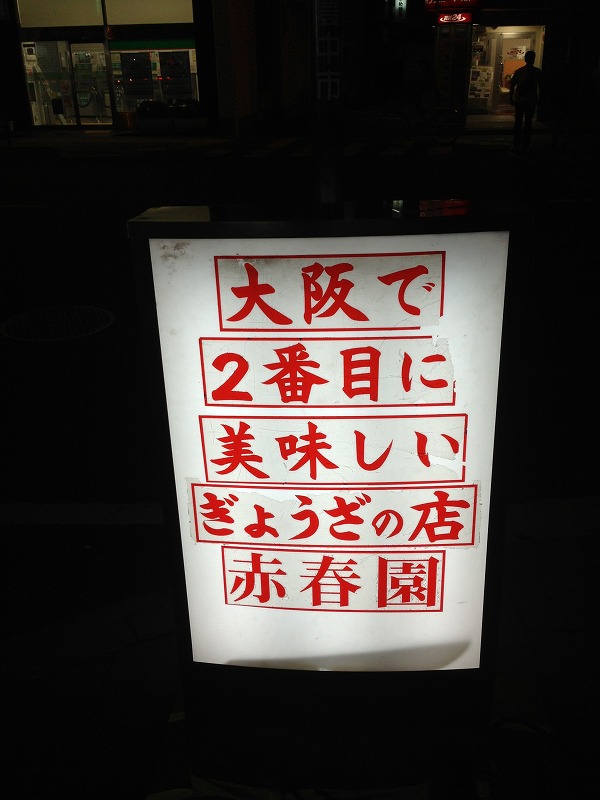 大阪で
2番目に
美味しい
ぎょうざの店
赤春園